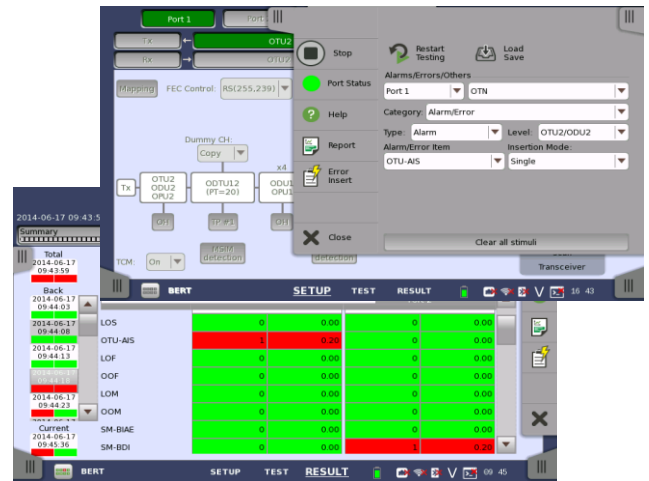 Port 1
Port
Tx
OTU2
Rx
OTU2
Mapping
FEC Control:
RS(255,239)
Dummy CH:
Copy
x4
Tx
OTU2
ODU2
OPU2
ODTU12
(PT=20)
ODU1
OPU1
OH
TP #1
OH
TCM:
On
MSIM
detection
detection
Stop
Port Status
Help
Report
Error
Insert
Close
Restart
Testing
Load
Save
Alarms/Errors/Others
Port 1
OTN
Category:
Alarm/Error
Type:
Alarm
Level:
OTU2/ODU2
Alarm/Error Item
Insertion Mode:
OTU-AIS
Single
Clear all stimuli
Transceiver
BERT
SETUP
TEST
RESULT
16 43
2014-06-17 09:43:5
Summary
Total
2014-06-17
09:43:59
Back
2014-06-17
09:44:03
2014-06-17
09:44:08
2014-06-17
09:44:13
2014-06-17
09:44:18
2014-06-17
09:44:23
Current
2014-06-17
09:45:36
LOS 0 0.00 0 0.00
OTU-AIS 1 0.20 0 0.00
LOF 0 0.00 0 0.00
OOF 0 0.00 0 0.00
LOM 0 0.00 0 0.00
OOM 0 0.00 0 0.00
SM-BIAE 0 0.00 0 0.00
SM-BDI 0 0.00 1 0.20
BERT
SETUP
TEST
RESULT
09 45